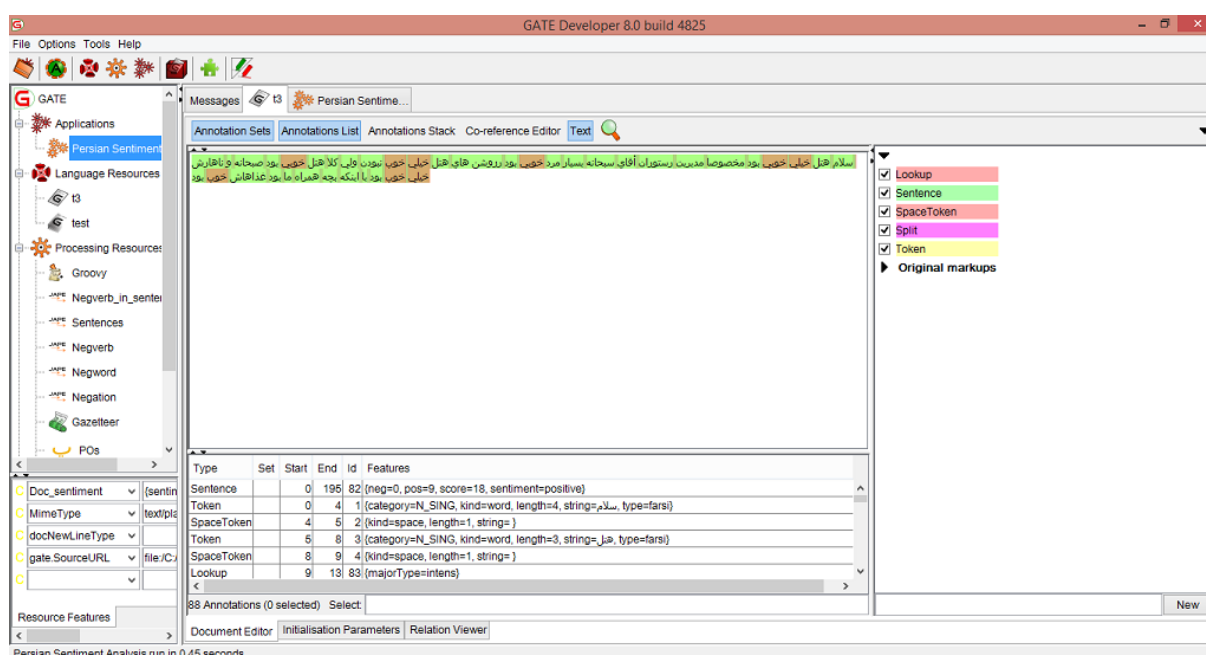 GATE Developer 8.0 build 4825
File Options Tools Help
GATE
Applications
Persian Sentiment
Language Resources
t3
test
Processing Resources
Groovy
Negverb_in_senter
Sentences
Negverb
Negword
Negation
Gazetteer
POs
Messages t3 Persian Sentime...
Annotation Sets Annotations List Annotations Stack Co-reference Editor Text
سلام هتل خیلی خوبی بود مخصوصا مدیریت رستوران آقای سبحانه بسیار مرد خوبی بود رروشن های هتل خیلی خوب نبودن ولی کلا هتل خوبی بود صبحانه و ناهارش
خیلی خوب بود با اینکه بچه همراه ما بود غذاهاش خوب بود
Lookup
Sentence
SpaceToken
Split
Token
Original markups
Type Set Start End Id Features
Sentence 0 195 82 {neg=0, pos=9, score=18, sentiment=positive}
Token 0 4 1 {category=N_SING, kind=word, length=4, string=سلام, type=farsi}
SpaceToken 4 5 2 {kind=space, length=1, string= }
Token 5 8 3 {category=N_SING, kind=word, length=3, string=هتل, type=farsi}
SpaceToken 8 9 4 {kind=space, length=1, string= }
Lookup 9 13 83 {majorType=intens}
88 Annotations (0 selected) Select:
New
Document Editor Initialisation Parameters Relation Viewer
C Doc_sentiment {sentin
C MimeType text/pla
C docNewLineType
C gate.SourceURL file:/C:/
C
Resource Features
Persian Sentiment Analysis run in 0.45 seconds